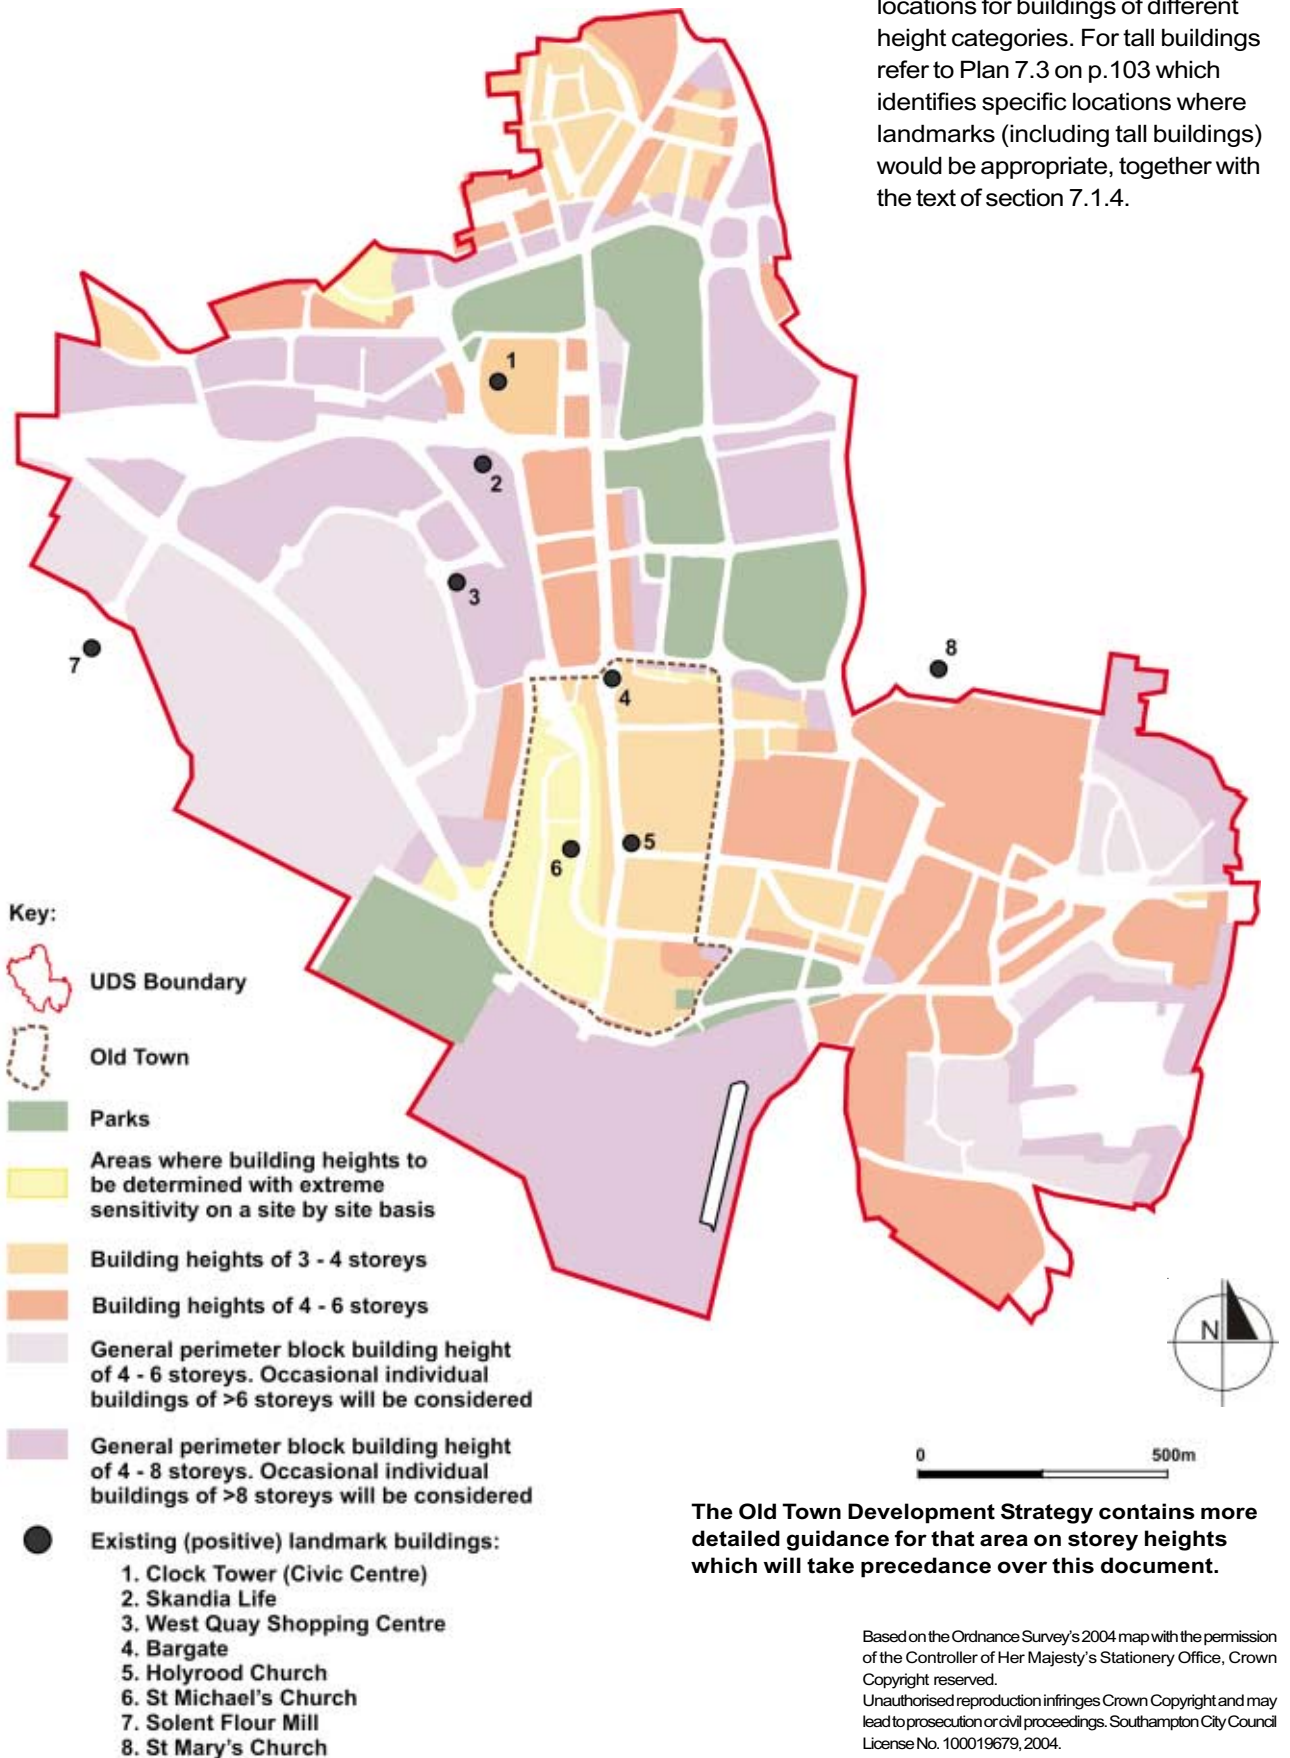 locations for buildings of different
height categories. For tall buildings
refer to Plan 7.3 on p.103 which
identifies specific locations where
landmarks (including tall buildings)
would be appropriate, together with
the text of section 7.1.4.
1
2
3
7
8
4
5
6
Key:
UDS Boundary
Old Town
Parks
Areas where building heights to
be determined with extreme
sensitivity on a site by site basis
Building heights of 3 - 4 storeys
Building heights of 4 - 6 storeys
General perimeter block building height
of 4 - 6 storeys. Occasional individual
buildings of >6 storeys will be considered
General perimeter block building height
of 4 - 8 storeys. Occasional individual
buildings of >8 storeys will be considered
Existing (positive) landmark buildings:
1. Clock Tower (Civic Centre)
2. Skandia Life
3. West Quay Shopping Centre
4. Bargate
5. Holyrood Church
6. St Michael's Church
7. Solent Flour Mill
8. St Mary's Church
N
0 500m
The Old Town Development Strategy contains more
detailed guidance for that area on storey heights
which will take precedance over this document.
Based on the Ordnance Survey's 2004 map with the permission
of the Controller of Her Majesty's Stationery Office, Crown
Copyright reserved.
Unauthorised reproduction infringes Crown Copyright and may
lead to prosecution or civil proceedings. Southampton City Council
License No. 100019679, 2004.